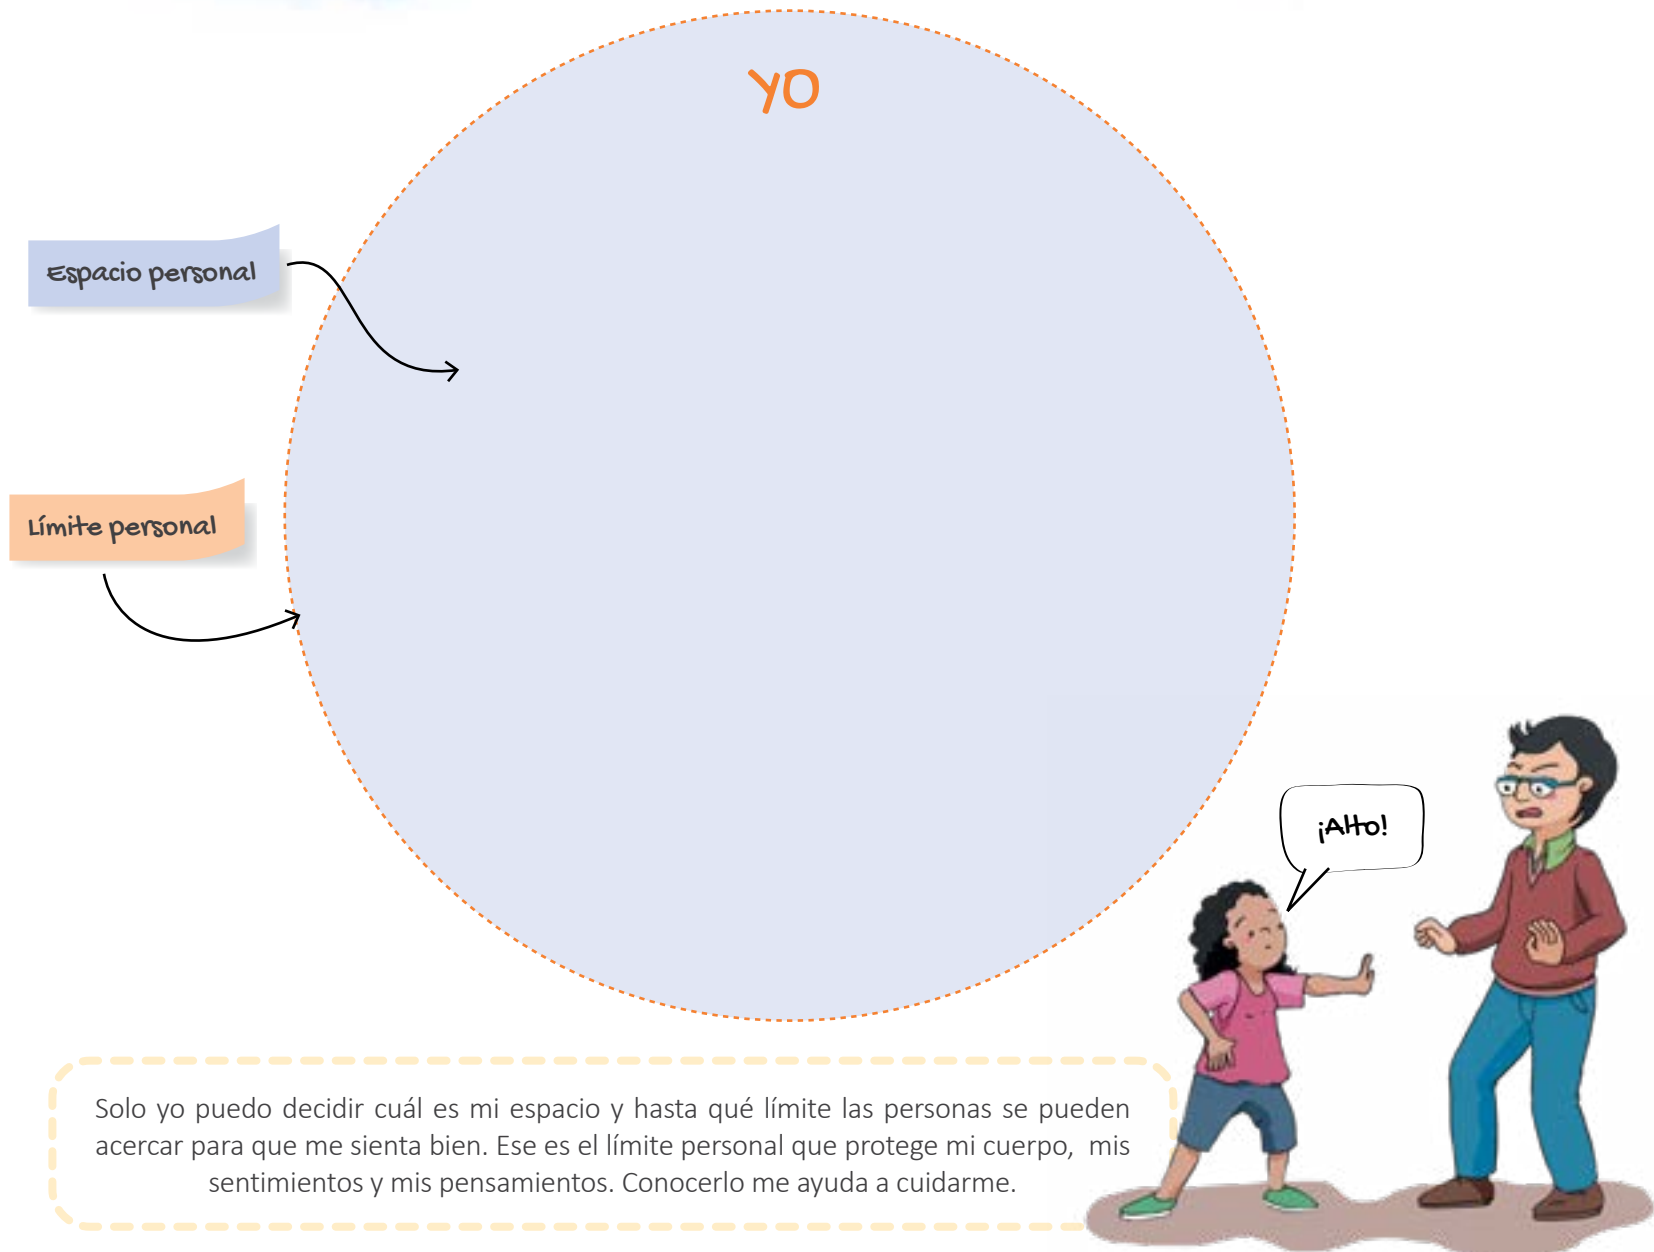 YO
Espacio personal
Límite personal
¡Alto!
Solo yo puedo decidir cuál es mi espacio y hasta qué límite las personas se pueden
acercar para que me sienta bien. Ese es el límite personal que protege mi cuerpo, mis
sentimientos y mis pensamientos. Conocerlo me ayuda a cuidarme.